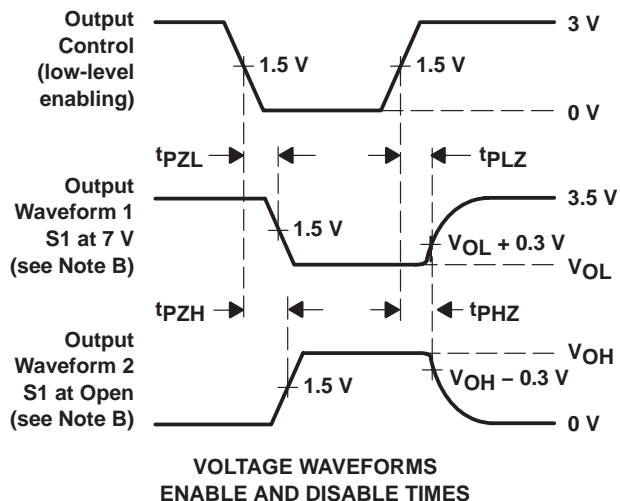 Output
Control
(low-level
enabling)
3 V
1.5 V
1.5 V
0 V
tPZL
tPLZ
Output
Waveform 1
S1 at 7 V
(see Note B)
3.5 V
1.5 V
VOL + 0.3 V
VOL
tPZH
tPHZ
Output
Waveform 2
S1 at Open
(see Note B)
VOH
1.5 V
VOH – 0.3 V
0 V
VOLTAGE WAVEFORMS
ENABLE AND DISABLE TIMES